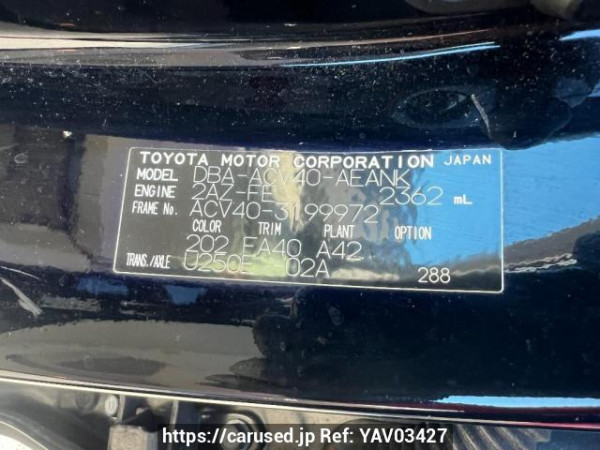 TOYOTA MOTOR CORPORATION JAPAN
MODEL DBA-ACV40-AEANK
ENGINE 2AZ-FE 2362 mL
FRAME No. ACV40-3199972
COLOR TRIM PLANT OPTION
202 FA40 A42
TRANS./AXLE U250E 02A 288
https://carused.jp Ref: YAV03427